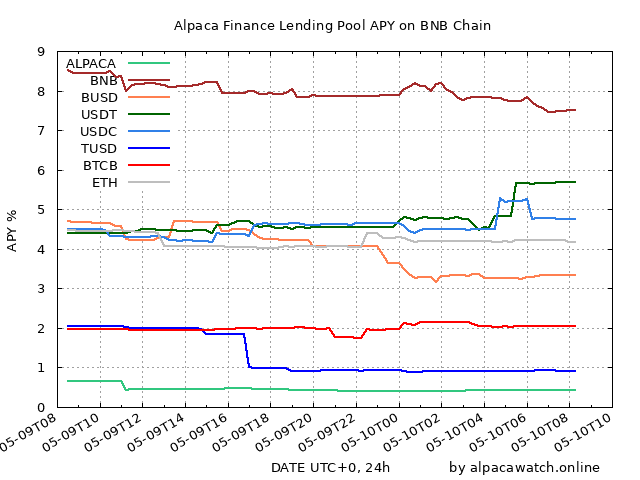 Alpaca Finance Lending Pool APY on BNB Chain
APY %
9
8
7
6
5
4
3
2
1
0
ALPACA
BNB
BUSD
USDT
USDC
TUSD
BTCB
ETH
05-09T08
05-09T10
05-09T12
05-09T14
05-09T16
05-09T18
05-09T20
05-09T22
05-10T00
05-10T02
05-10T04
05-10T06
05-10T08
05-10T10
DATE UTC+0, 24h
by alpacawatch.online